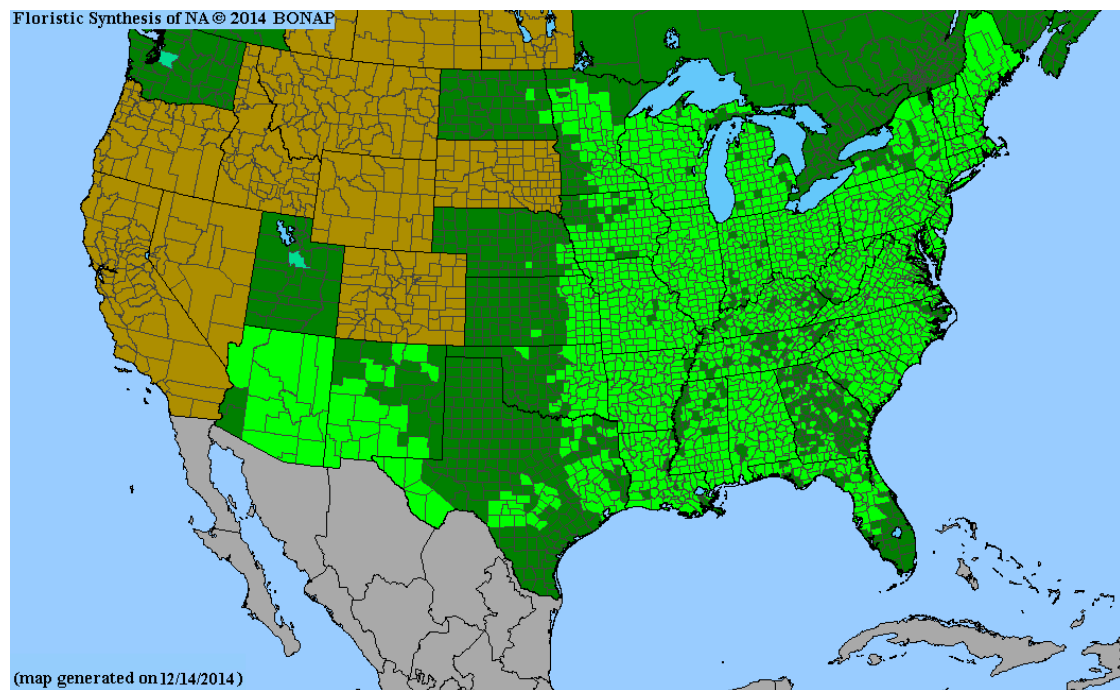 Floristic Synthesis of NA © 2014 BONAP
(map generated on 12/14/2014)